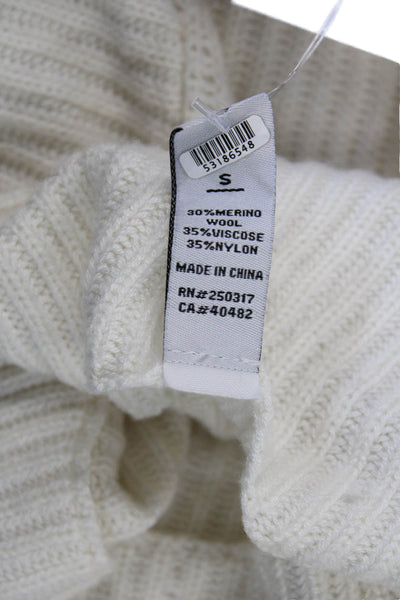 53186548
S
30%MERINO
WOOL
35%VISCOSE
35%NYLON
MADE IN CHINA
RN#250317
CA#40482